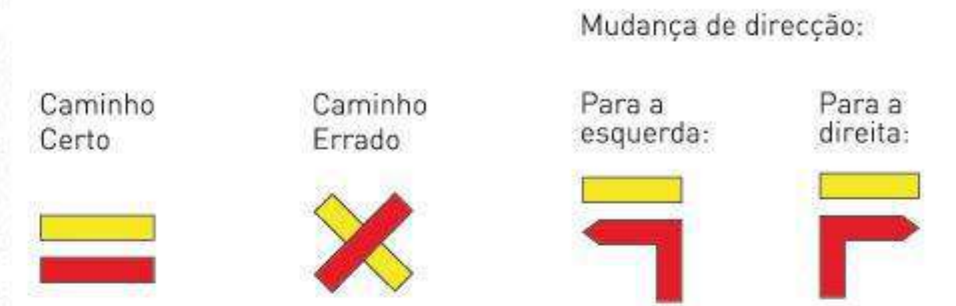 Mudança de direcção:
Caminho
Certo
Caminho
Errado
Para a
esquerda:
Para a
direita: